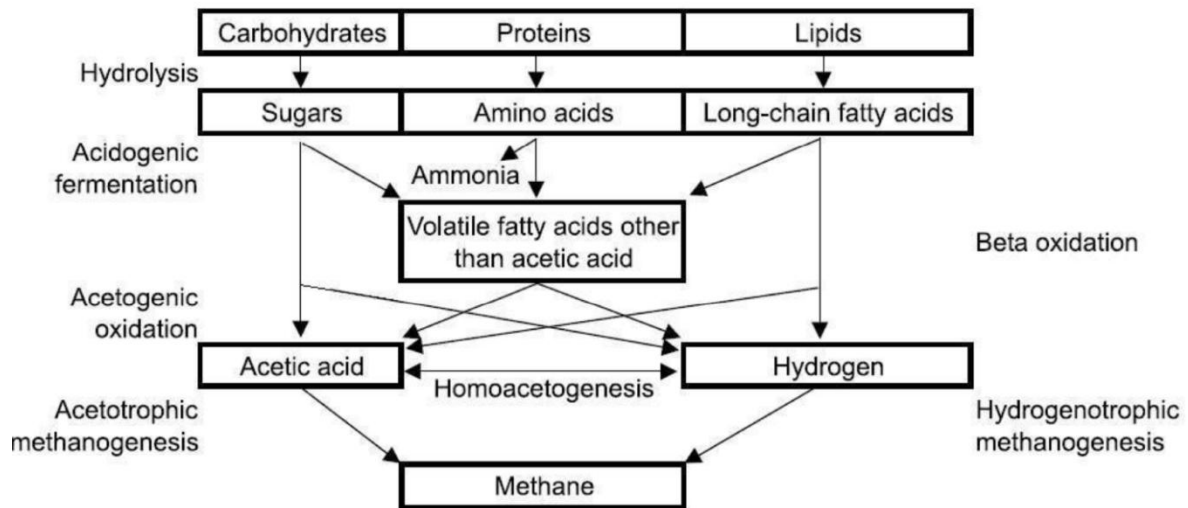 Carbohydrates
Proteins
Lipids
Hydrolysis
Sugars
Amino acids
Long-chain fatty acids
Acidogenic
fermentation
Ammonia
Volatile fatty acids other
than acetic acid
Beta oxidation
Acetogenic
oxidation
Acetic acid
Hydrogen
Homoacetogenesis
Acetotrophic
methanogenesis
Hydrogenotrophic
methanogenesis
Methane